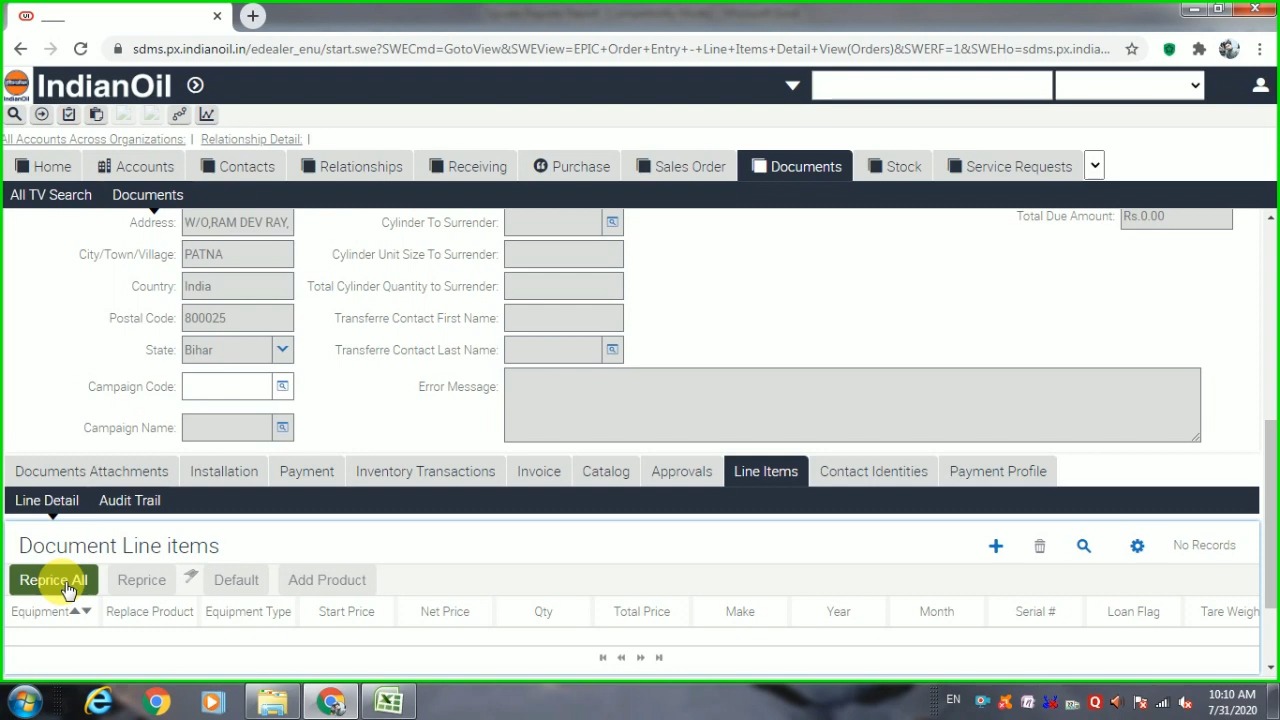 sdms.px.indianoil.in/edealer_enu/start.swe?SWECmd=GotoView&SWEView=EPIC+Order+Entry+-+Line+Items+Detail+View(Orders)&SWERF=1&SWEHo=sdms.px.india...
IndianOil
All Accounts Across Organizations: | Relationship Detail: |
Home Accounts Contacts Relationships Receiving Purchase Sales Order Documents Stock Service Requests
All TV Search Documents
Address: W/O,RAM DEV RAY, Cylinder To Surrender: Total Due Amount: Rs.0.00
City/Town/Village: PATNA Cylinder Unit Size To Surrender:
Country: India Total Cylinder Quantity to Surrender:
Postal Code: 800025 Transferre Contact First Name:
State: Bihar Transferre Contact Last Name:
Campaign Code: Error Message:
Campaign Name:
Documents Attachments Installation Payment Inventory Transactions Invoice Catalog Approvals Line Items Contact Identities Payment Profile
Line Detail Audit Trail
Document Line items No Records
Reprice All Reprice Default Add Product
Equipment Replace Product Equipment Type Start Price Net Price Qty Total Price Make Year Month Serial # Loan Flag Tare Weigh
EN 10:10 AM
7/31/2020